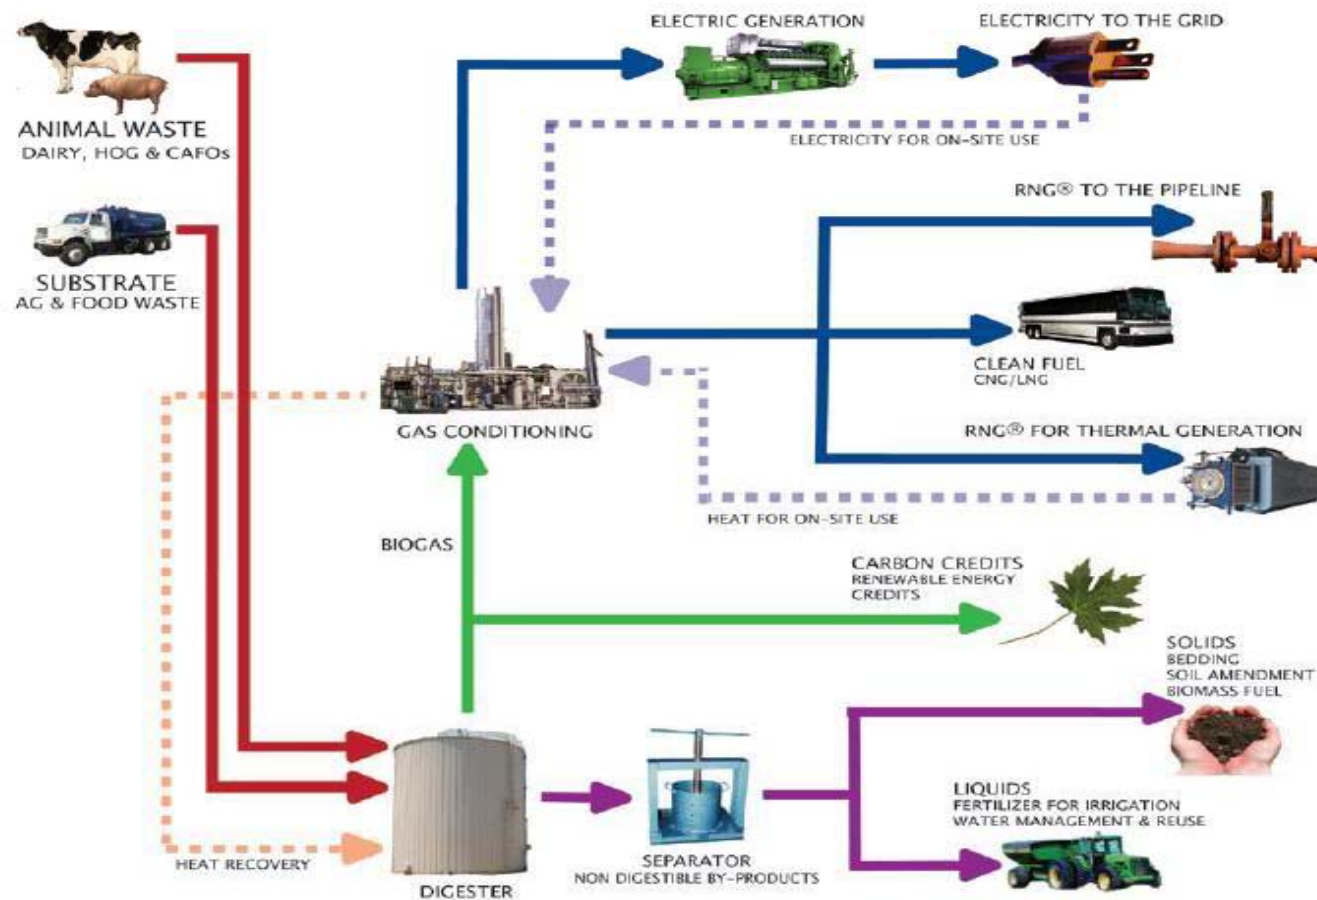 ELECTRIC GENERATION
ELECTRICITY TO THE GRID
ANIMAL WASTE
DAIRY, HOG & CAFOs
ELECTRICITY FOR ON-SITE USE
RNG® TO THE PIPELINE
SUBSTRATE
AG & FOOD WASTE
CLEAN FUEL
CNG/LNG
GAS CONDITIONING
RNG® FOR THERMAL GENERATION
HEAT FOR ON-SITE USE
BIOGAS
CARBON CREDITS
RENEWABLE ENERGY
CREDITS
SOLIDS
BEDDING
SOIL AMENDMENT
BIOMASS FUEL
LIQUIDS
FERTILIZER FOR IRRIGATION
WATER MANAGEMENT & REUSE
HEAT RECOVERY
DIGESTER
SEPARATOR
NON DIGESTIBLE BY-PRODUCTS